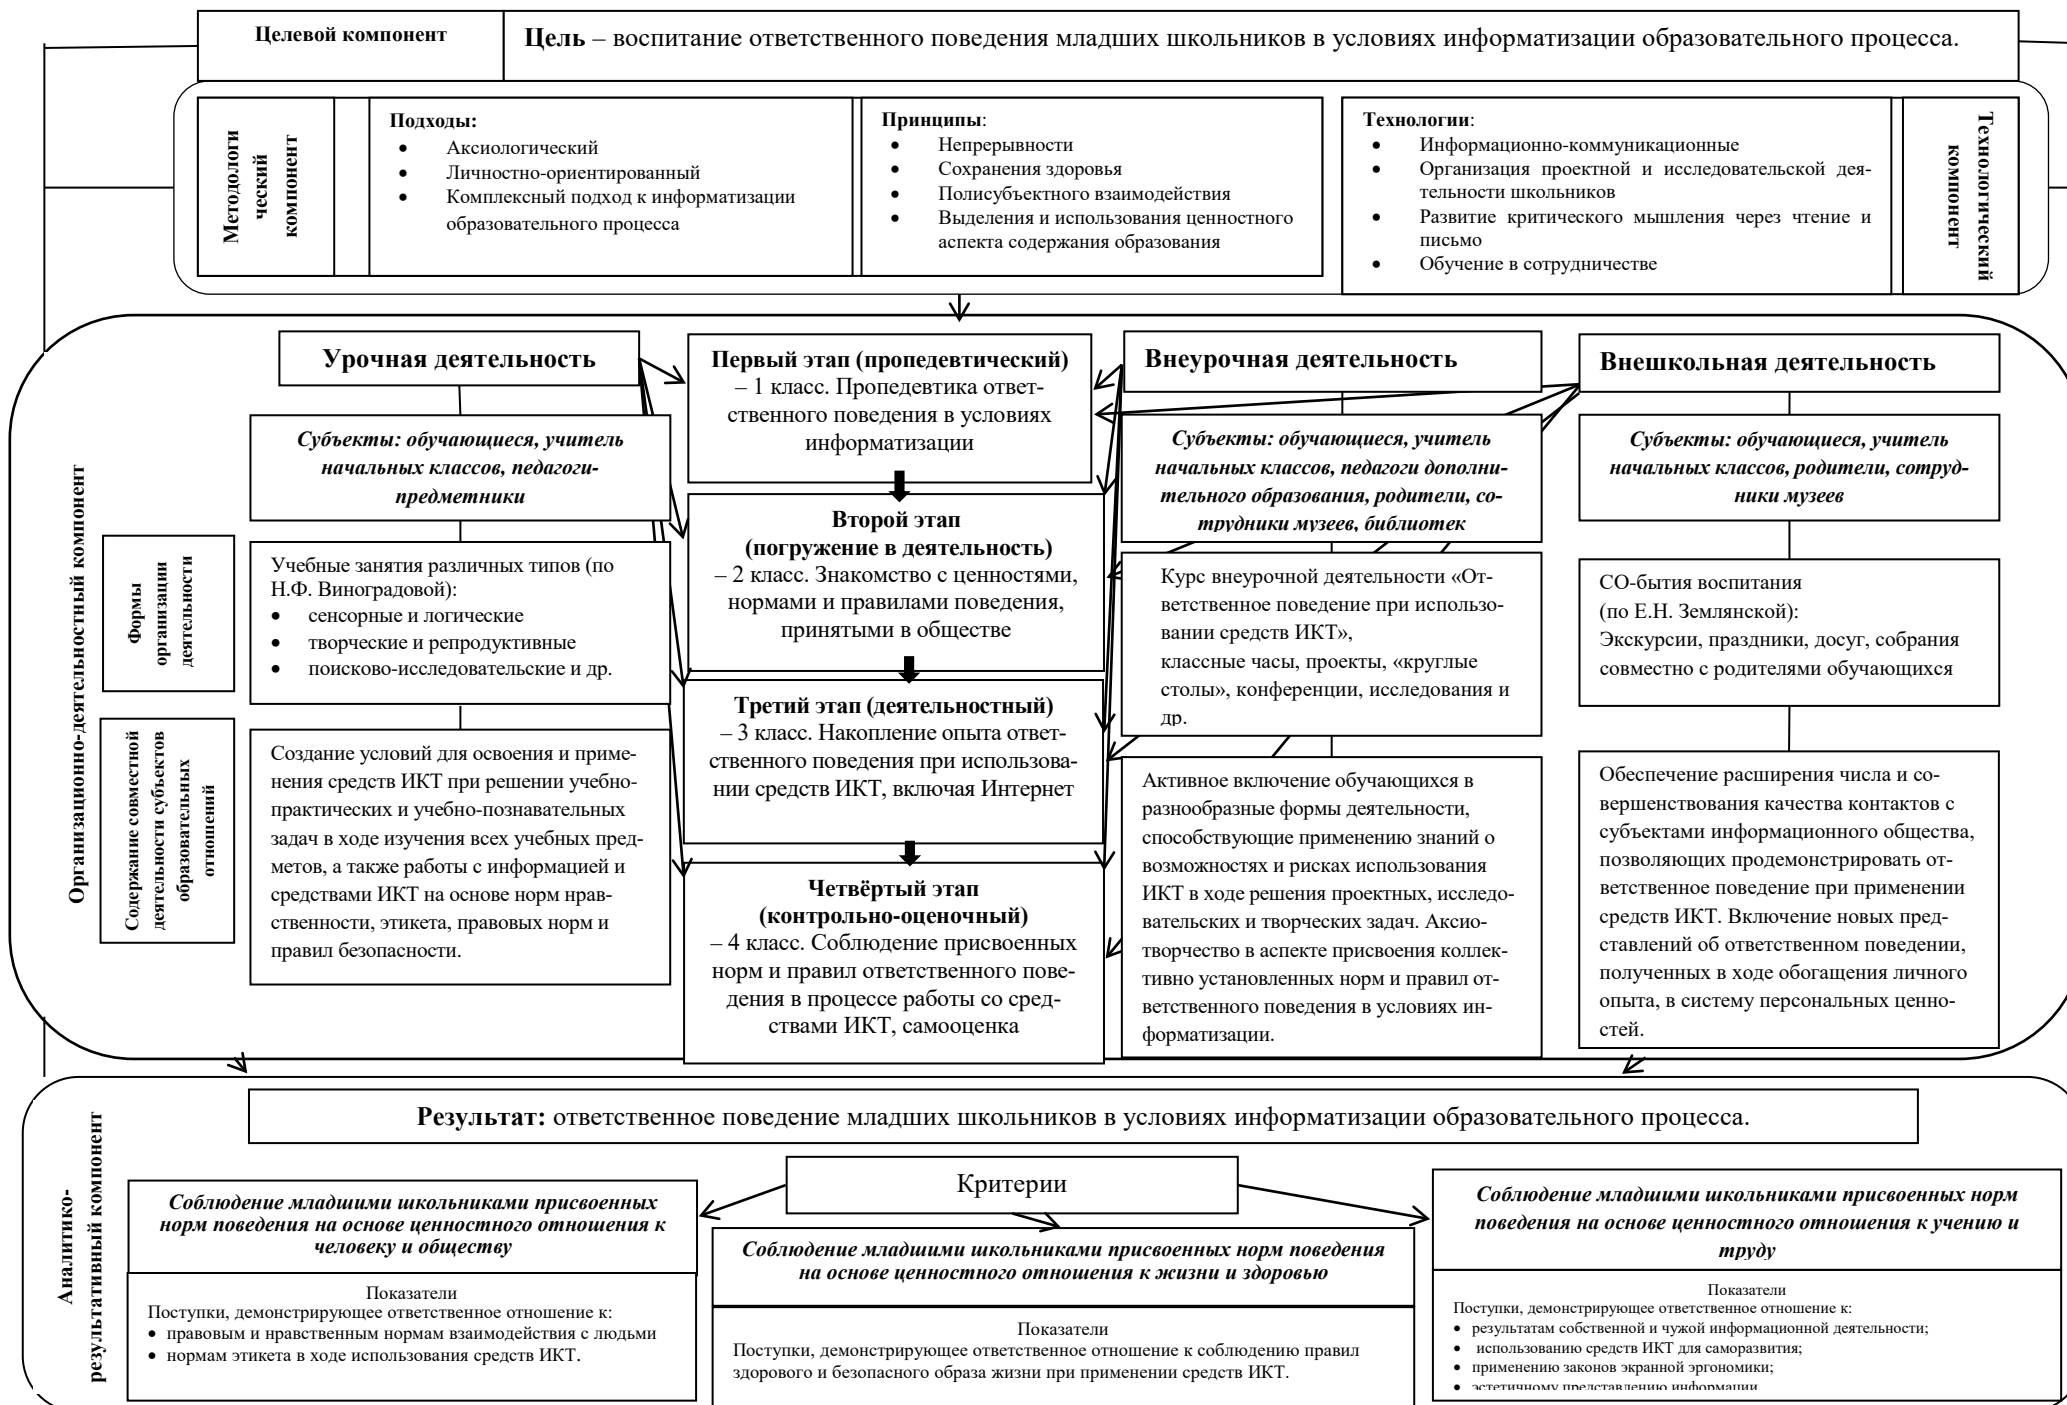 Целевой компонент
Цель – воспитание ответственного поведения младших школьников в условиях информатизации образовательного процесса.
Методологи
ческий
компонент
Подходы:
• Аксиологический
• Личностно-ориентированный
• Комплексный подход к информатизации
образовательного процесса
Принципы:
• Непрерывности
• Сохранения здоровья
• Полисубъектного взаимодействия
• Выделения и использования ценностного
аспекта содержания образования
Технологии:
• Информационно-коммуникационные
• Организация проектной и исследовательской дея-
тельности школьников
• Развитие критического мышления через чтение и
письмо
• Обучение в сотрудничестве
Технологический
компонент
Организационно-деятельностный компонент
Формы
организации
деятельности
Содержание совместной
деятельности субъектов
образовательных
отношений
Урочная деятельность
Субъекты: обучающиеся, учитель
начальных классов, педагоги-
предметники
Учебные занятия различных типов (по
Н.Ф. Виноградовой):
• сенсорные и логические
• творческие и репродуктивные
• поисково-исследовательские и др.
Создание условий для освоения и приме-
нения средств ИКТ при решении учебно-
практических и учебно-познавательных
задач в ходе изучения всех учебных пред-
метов, а также работы с информацией и
средствами ИКТ на основе норм нрав-
ственности, этикета, правовых норм и
правил безопасности.
Первый этап (пропедевтический)
– 1 класс. Пропедевтика ответ-
ственного поведения в условиях
информатизации
Второй этап
(погружение в деятельность)
– 2 класс. Знакомство с ценностями,
нормами и правилами поведения,
принятыми в обществе
Третий этап (деятельностный)
– 3 класс. Накопление опыта ответ-
ственного поведения при использова-
нии средств ИКТ, включая Интернет
Четвёртый этап
(контрольно-оценочный)
– 4 класс. Соблюдение присвоенных
норм и правил ответственного пове-
дения в процессе работы со сред-
ствами ИКТ, самооценка
Внеурочная деятельность
Субъекты: обучающиеся, учитель
начальных классов, педагоги дополни-
тельного образования, родители, со-
трудники музеев, библиотек
Курс внеурочной деятельности «От-
ветственное поведение при использо-
вании средств ИКТ»,
классные часы, проекты, «круглые
столы», конференции, исследования и
др.
Активное включение обучающихся в
разнообразные формы деятельности,
способствующие применению знаний о
возможностях и рисках использования
ИКТ в ходе решения проектных, исследо-
вательских и творческих задач. Аксио-
творчество в аспекте присвоения коллек-
тивно установленных норм и правил от-
ветственного поведения в условиях ин-
форматизации.
Внешкольная деятельность
Субъекты: обучающиеся, учитель
начальных классов, родители, сотруд-
ники музеев
СО-бытия воспитания
(по Е.Н. Землянской):
Экскурсии, праздники, досуг, собрания
совместно с родителями обучающихся
Обеспечение расширения числа и со-
вершенствования качества контактов с
субъектами информационного общества,
позволяющих продемонстрировать от-
ветственное поведение при применении
средств ИКТ. Включение новых пред-
ставлений об ответственном поведении,
полученных в ходе обогащения личного
опыта, в систему персональных ценно-
стей.
Аналитико-
результативный компонент
Результат: ответственное поведение младших школьников в условиях информатизации образовательного процесса.
Критерии
Соблюдение младшими школьниками присвоенных
норм поведения на основе ценностного отношения к
человеку и обществу
Показатели
Поступки, демонстрирующее ответственное отношение к:
• правовым и нравственным нормам взаимодействия с людьми
• нормам этикета в ходе использования средств ИКТ.
Соблюдение младшими школьниками присвоенных норм поведения
на основе ценностного отношения к жизни и здоровью
Показатели
Поступки, демонстрирующее ответственное отношение к соблюдению правил
здорового и безопасного образа жизни при применении средств ИКТ.
Соблюдение младшими школьниками присвоенных норм
поведения на основе ценностного отношения к учению и
труду
Показатели
Поступки, демонстрирующее ответственное отношение к:
• результатам собственной и чужой информационной деятельности;
• использованию средств ИКТ для саморазвития;
• применению законов экранной эргономики;
• эстетичному представлению информации